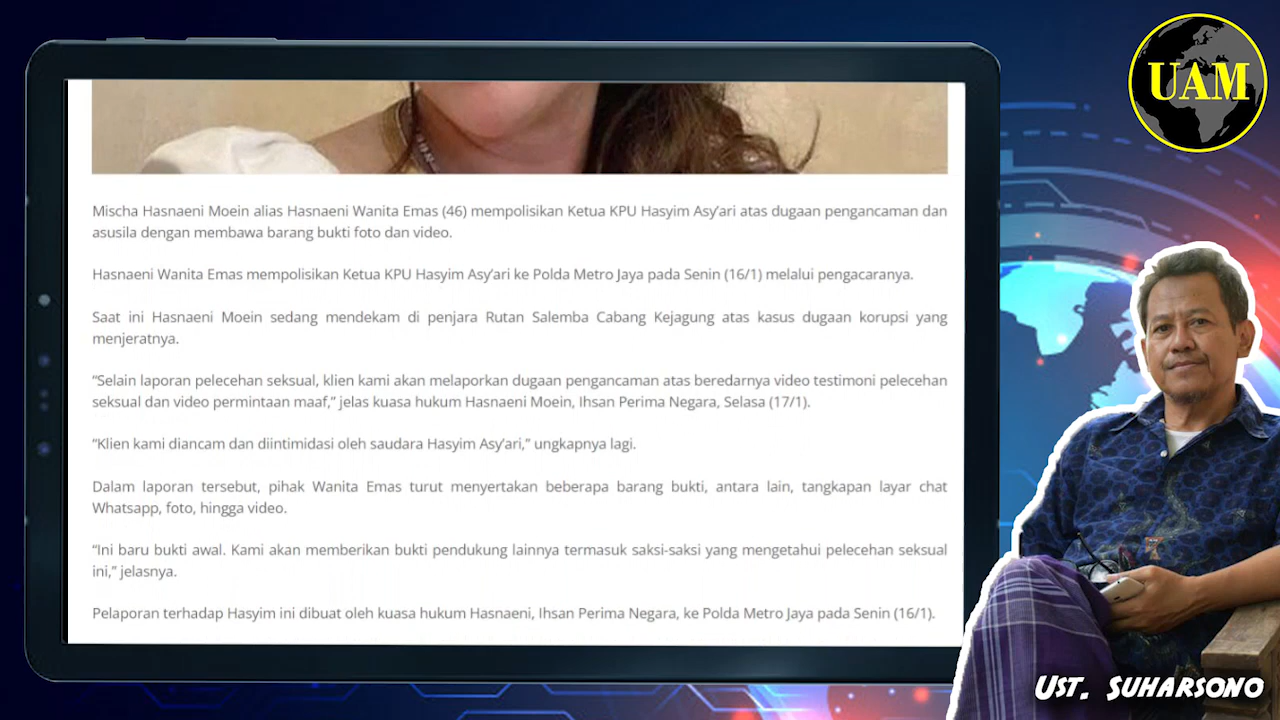 UAM
Mischa Hasnaeni Moein alias Hasnaeni Wanita Emas (46) mempolisikan Ketua KPU Hasyim Asy’ari atas dugaan pengancaman dan
asusila dengan membawa barang bukti foto dan video.
Hasnaeni Wanita Emas mempolisikan Ketua KPU Hasyim Asy’ari ke Polda Metro Jaya pada Senin (16/1) melalui pengacaranya.
Saat ini Hasnaeni Moein sedang mendekam di penjara Rutan Salemba Cabang Kejagung atas kasus dugaan korupsi yang
menjeratnya.
“Selain laporan pelecehan seksual, klien kami akan melaporkan dugaan pengancaman atas beredarnya video testimoni pelecehan
seksual dan video permintaan maaf,” jelas kuasa hukum Hasnaeni Moein, Ihsan Perima Negara, Selasa (17/1).
“Klien kami diancam dan diintimidasi oleh saudara Hasyim Asy’ari,” ungkapnya lagi.
Dalam laporan tersebut, pihak Wanita Emas turut menyertakan beberapa barang bukti, antara lain, tangkapan layar chat
Whatsapp, foto, hingga video.
“Ini baru bukti awal. Kami akan memberikan bukti pendukung lainnya termasuk saksi-saksi yang mengetahui pelecehan seksual
ini,” jelasnya.
Pelaporan terhadap Hasyim ini dibuat oleh kuasa hukum Hasnaeni, Ihsan Perima Negara, ke Polda Metro Jaya pada Senin (16/1).
UST. SUHARSONO